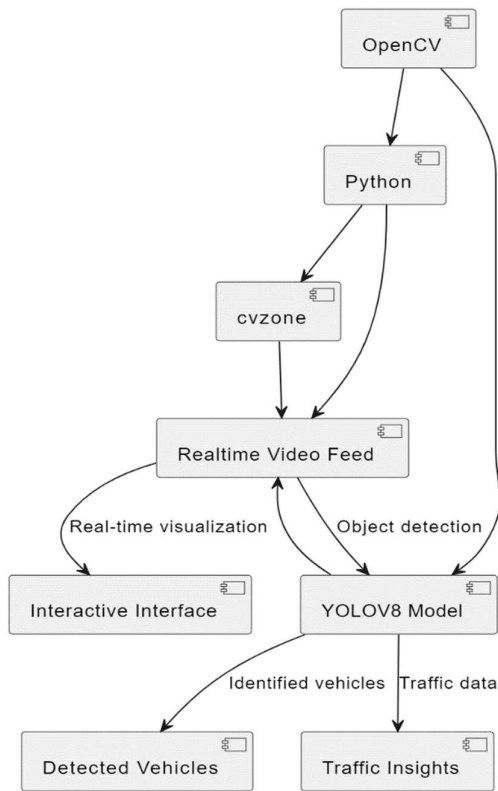 OpenCV
Python
cvzone
Realtime Video Feed
Real-time visualization
Object detection
Interactive Interface
YOLOV8 Model
Identified vehicles
Traffic data
Detected Vehicles
Traffic Insights